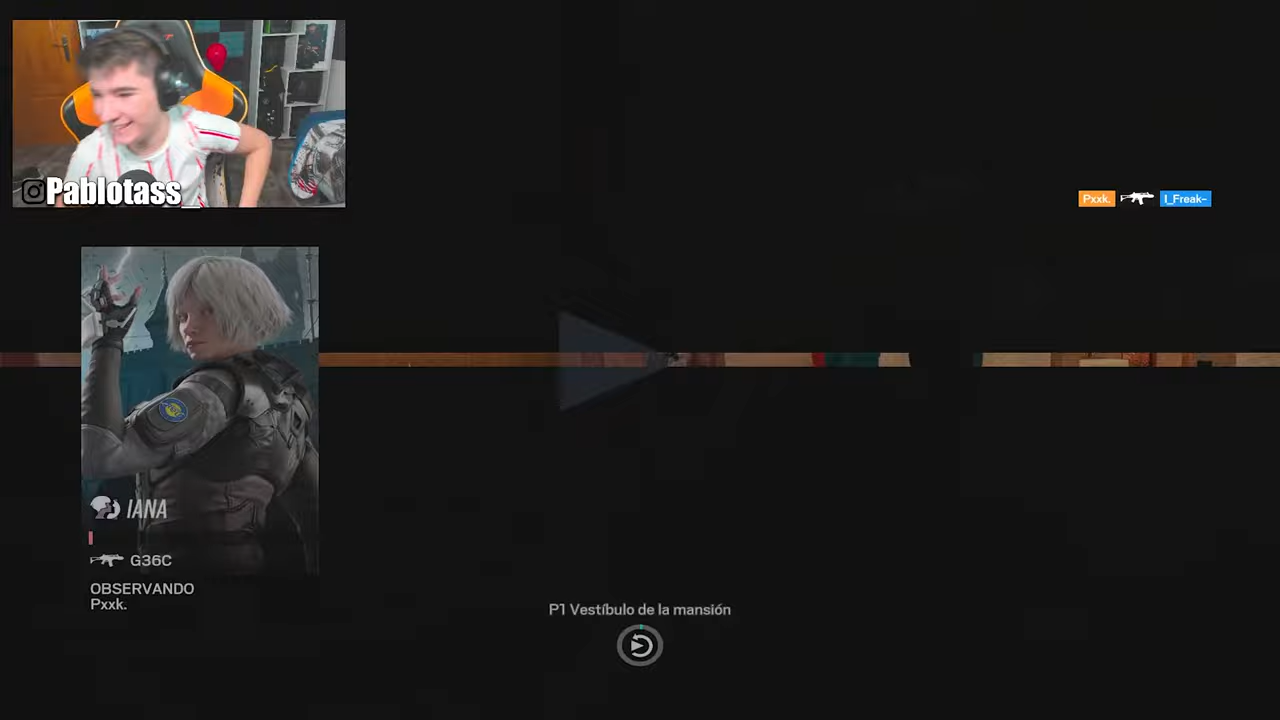 Pablotass_
Pxxk. I_Freak-
IANA
G36C
OBSERVANDO
Pxxk.
P1 Vestíbulo de la mansión